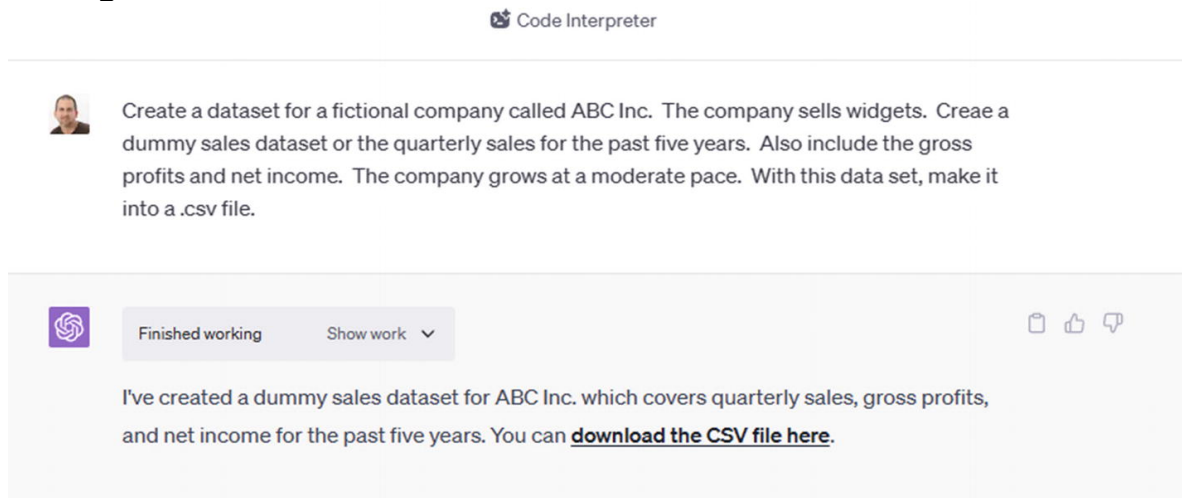 Code Interpreter
Create a dataset for a fictional company called ABC Inc. The company sells widgets. Creae a
dummy sales dataset or the quarterly sales for the past five years. Also include the gross
profits and net income. The company grows at a moderate pace. With this data set, make it
into a .csv file.
Finished working Show work
I've created a dummy sales dataset for ABC Inc. which covers quarterly sales, gross profits,
and net income for the past five years. You can download the CSV file here.